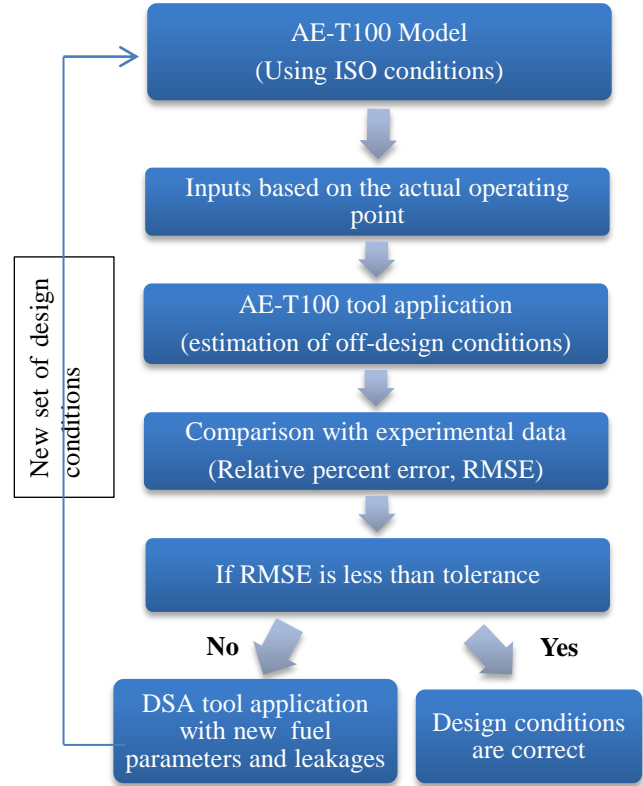 AE-T100 Model
(Using ISO conditions)
Inputs based on the actual operating
point
AE-T100 tool application
(estimation of off-design conditions)
Comparison with experimental data
(Relative percent error, RMSE)
If RMSE is less than tolerance
No
Yes
DSA tool application
with new fuel
parameters and leakages
Design conditions
are correct
New set of design
conditions